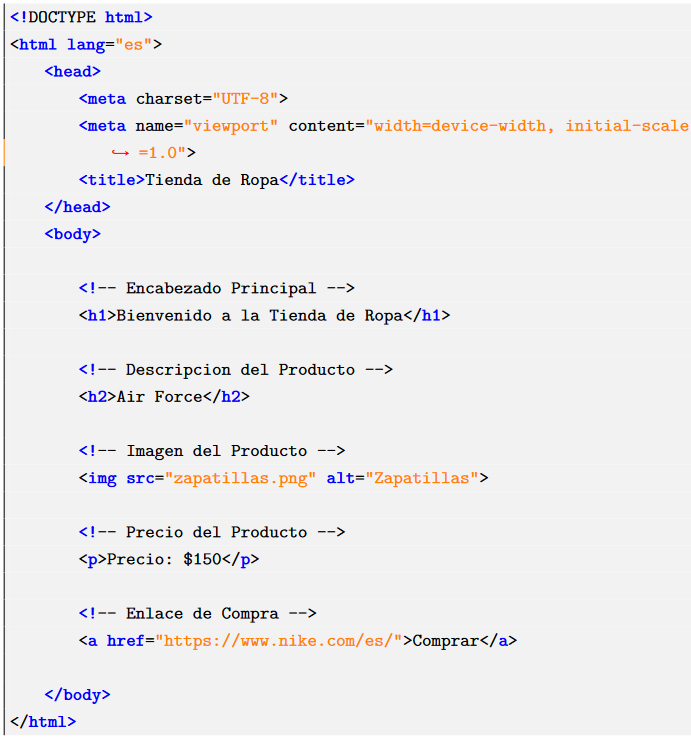 <!DOCTYPE html>
<html lang="es">
<head>
<meta charset="UTF-8">
<meta name="viewport" content="width=device-width, initial-scale
↪ =1.0">
<title>Tienda de Ropa</title>
</head>
<body>
<!-- Encabezado Principal -->
<h1>Bienvenido a la Tienda de Ropa</h1>
<!-- Descripcion del Producto -->
<h2>Air Force</h2>
<!-- Imagen del Producto -->
<img src="zapatillas.png" alt="Zapatillas">
<!-- Precio del Producto -->
<p>Precio: $150</p>
<!-- Enlace de Compra -->
<a href="https://www.nike.com/es/">Comprar</a>
</body>
</html>